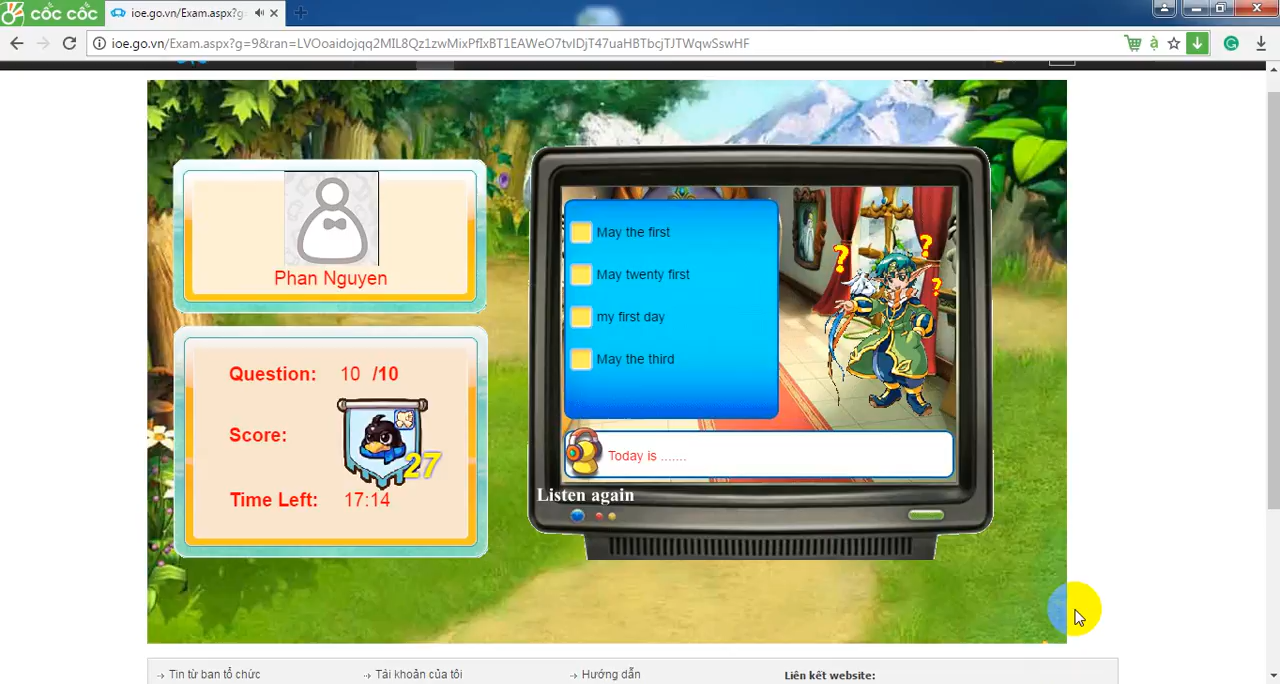 cốc cốc
ioe.go.vn/Exam.aspx?g=
ioe.go.vn/Exam.aspx?g=9&ran=LVOoaidojqq2MIL8Qz1zwMixPfIxBT1EAWeO7tvIDjT47uaHBTbcjTJTWqwSswHF
Phan Nguyen
Question: 10 /10
Score: 27
Time Left: 17:14
May the first
May twenty first
my first day
May the third
? ? ?
Today is .......
Listen again
Tin từ ban tổ chức
Tài khoản của tôi
Hướng dẫn
Liên kết website: